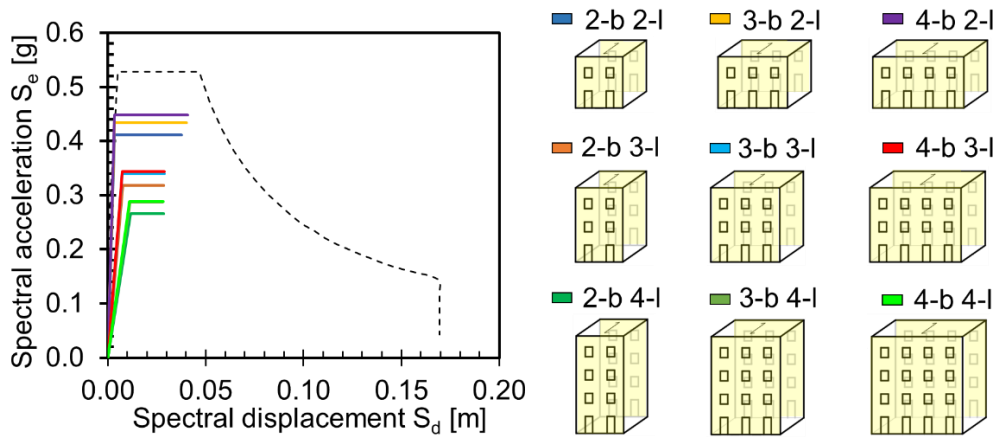 Spectral acceleration Se [g]
0.6
0.5
0.4
0.3
0.2
0.1
0.0
0.00 0.05 0.10 0.15 0.20
Spectral displacement Sd [m]
2-b 2-l 3-b 2-l 4-b 2-l
2-b 3-l 3-b 3-l 4-b 3-l
2-b 4-l 3-b 4-l 4-b 4-l